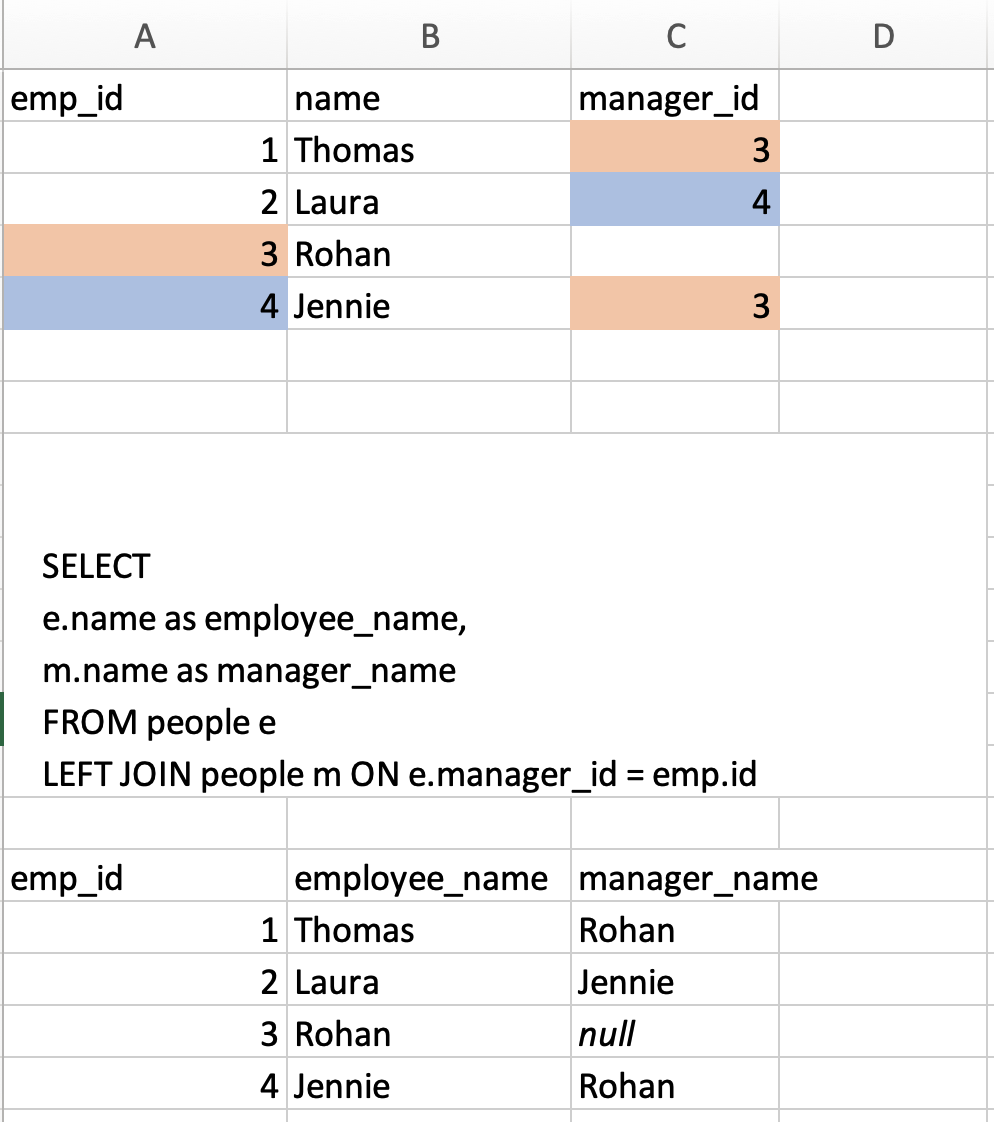 A B C D
emp_id name manager_id
1 Thomas 3
2 Laura 4
3 Rohan
4 Jennie 3
SELECT
e.name as employee_name,
m.name as manager_name
FROM people e
LEFT JOIN people m ON e.manager_id = emp.id
emp_id employee_name manager_name
1 Thomas Rohan
2 Laura Jennie
3 Rohan null
4 Jennie Rohan